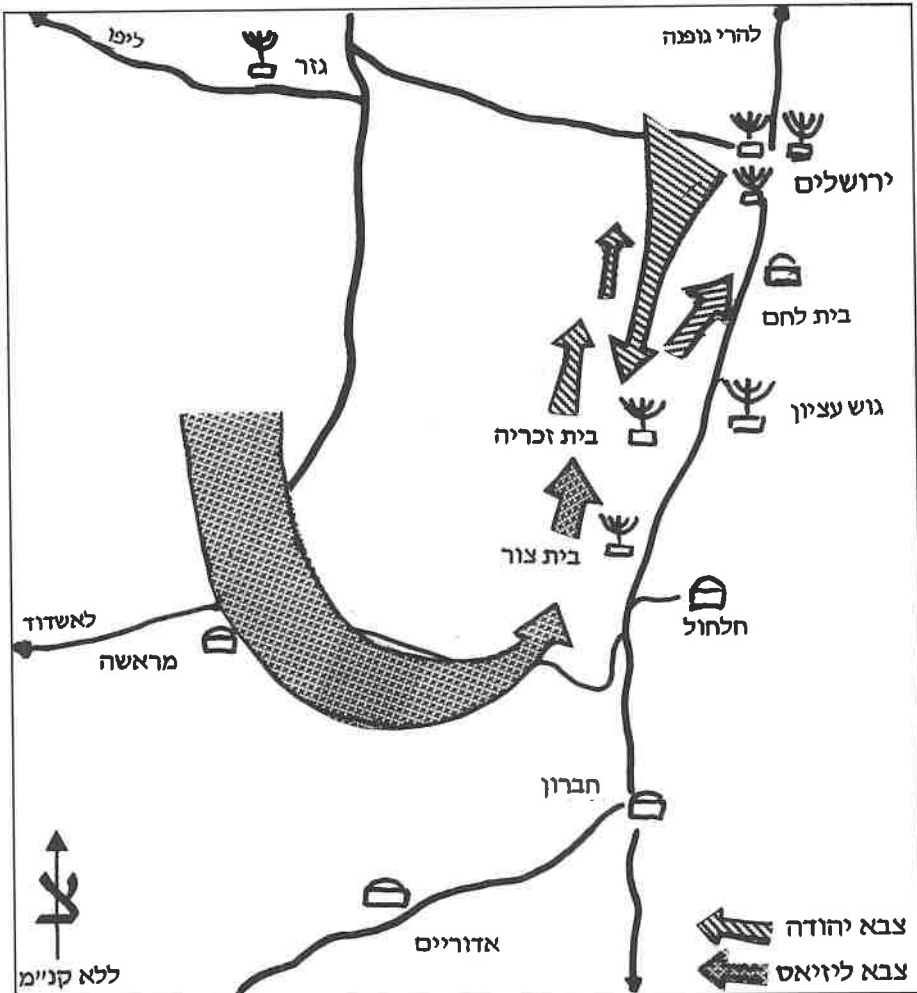 להרי גופנה
ליפו
גזר
ירושלים
בית לחם
גוש עציון
בית זכריה
בית צור
חלחול
לאשדוד
מראשה
חברון
אדוריים
צבא יהודה
צבא ליזיאס
צ
ללא קנ״מ